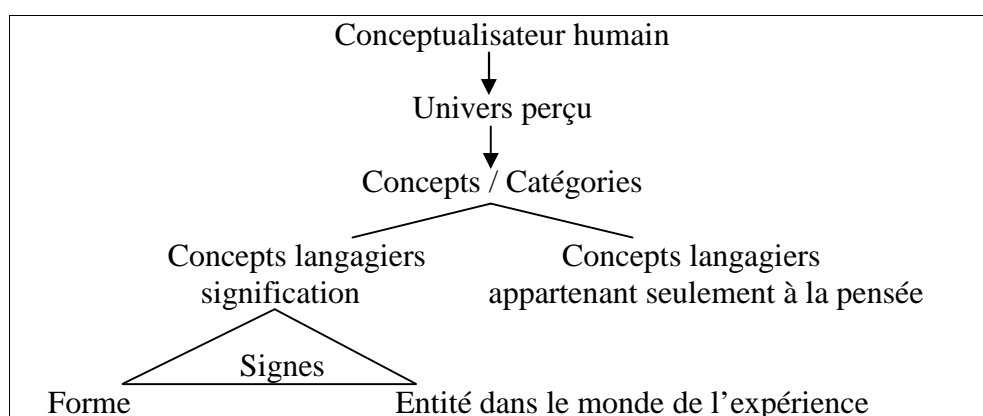 Conceptualisateur humain
Univers perçu
Concepts / Catégories
Concepts langagiers
signification
Concepts langagiers
appartenant seulement à la pensée
Signes
Forme
Entité dans le monde de l’expérience